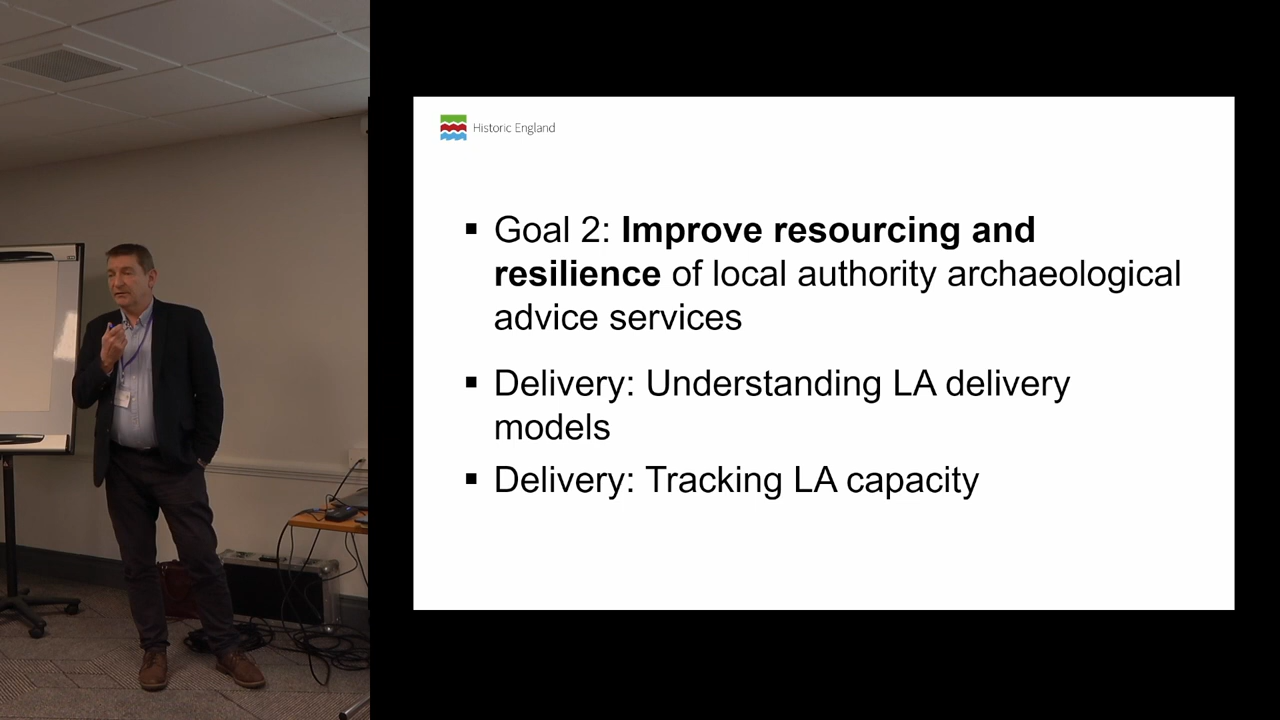 Historic England
▪ Goal 2: Improve resourcing and
resilience of local authority archaeological
advice services
▪ Delivery: Understanding LA delivery
models
▪ Delivery: Tracking LA capacity